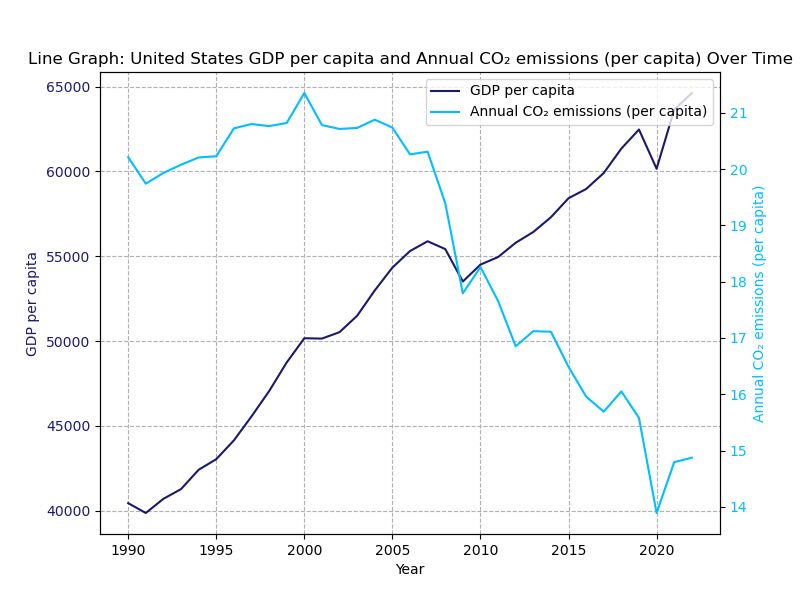 Line Graph: United States GDP per capita and Annual CO₂ emissions (per capita) Over Time
GDP per capita
Annual CO₂ emissions (per capita)
65000
60000
55000
50000
45000
40000
GDP per capita
21
20
19
18
17
16
15
14
Annual CO₂ emissions (per capita)
1990 1995 2000 2005 2010 2015 2020
Year